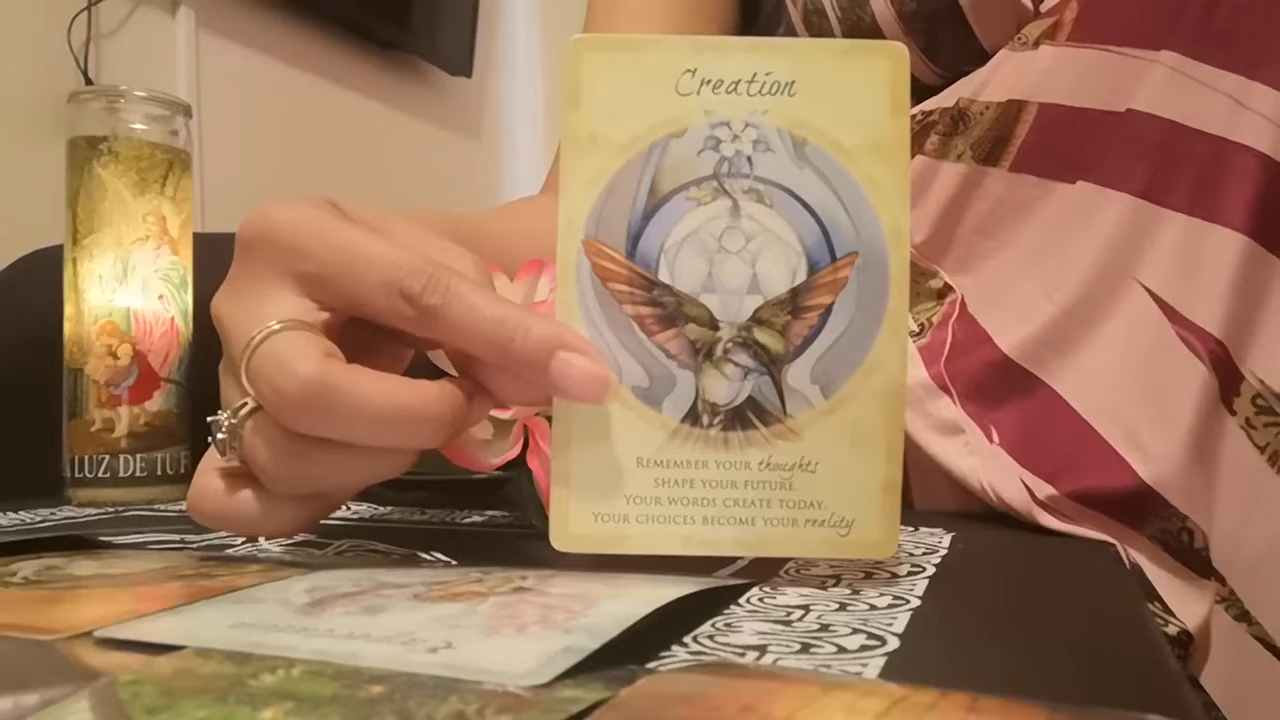 Creation
REMEMBER YOUR thoughts
SHAPE YOUR FUTURE.
YOUR WORDS CREATE TODAY.
YOUR CHOICES BECOME YOUR reality
LUZ DE TU